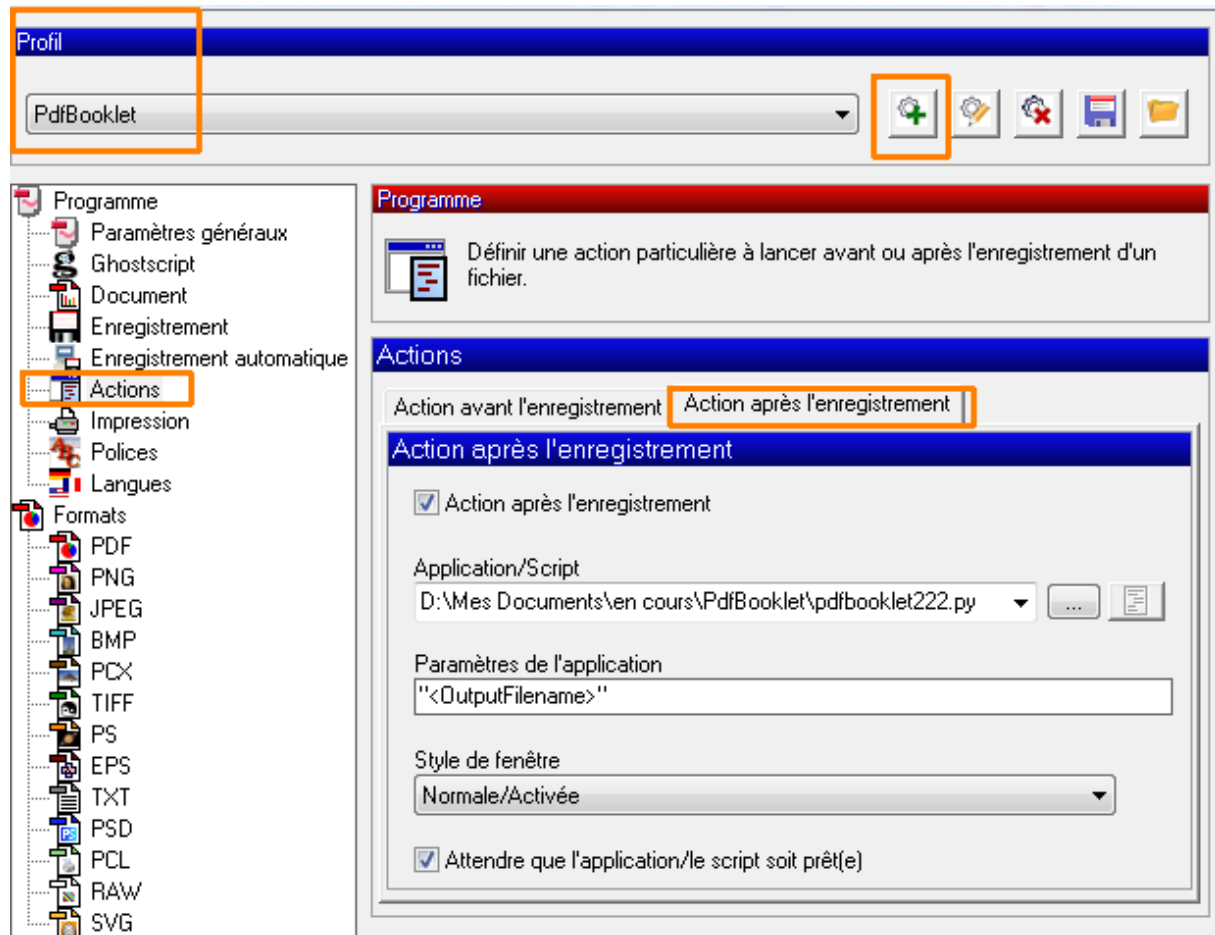 Profil
PdfBooklet
Programme
Paramètres généraux
Ghostscript
Document
Enregistrement
Enregistrement automatique
Actions
Impression
Polices
Langues
Formats
PDF
PNG
JPEG
BMP
PCX
TIFF
PS
EPS
TXT
PSD
PCL
RAW
SVG
Programme
Définir une action particulière à lancer avant ou après l'enregistrement d'un
fichier.
Actions
Action avant l'enregistrement Action après l'enregistrement
Action après l'enregistrement
Action après l'enregistrement
Application/Script
D:\Mes Documents\en cours\PdfBooklet\pdfbooklet222.py ...
Paramètres de l'application
"<OutputFilename>"
Style de fenêtre
Normale/Activée
Attendre que l'application/le script soit prêt(e)